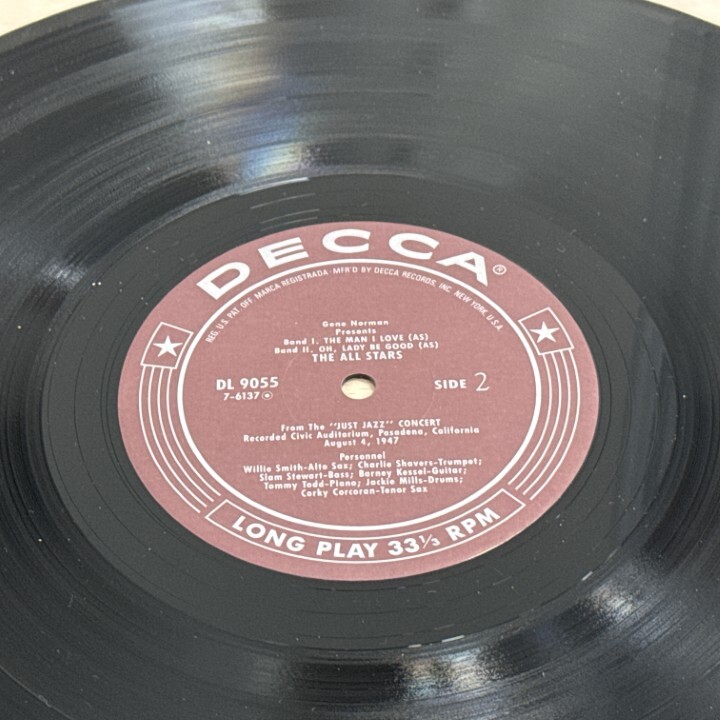 DECCA®
REG. U.S. PAT. OFF. MARCA REGISTRADA · MFR'D BY DECCA RECORDS, INC. NEW YORK, U.S.A.
Gene Norman
Presents
Band I. THE MAN I LOVE (AS)
Band II. OH, LADY BE GOOD (AS)
THE ALL STARS
DL 9055 SIDE 2
7-6137
From The "JUST JAZZ" CONCERT
Recorded Civic Auditorium, Pasadena, California
August 4, 1947
Personnel
Willie Smith-Alto Sax; Charlie Shavers-Trumpet;
Slam Stewart-Bass; Barney Kessel-Guitar;
Tommy Todd-Piano; Jackie Mills-Drums;
Corky Corcoran-Tenor Sax
LONG PLAY 33⅓ RPM